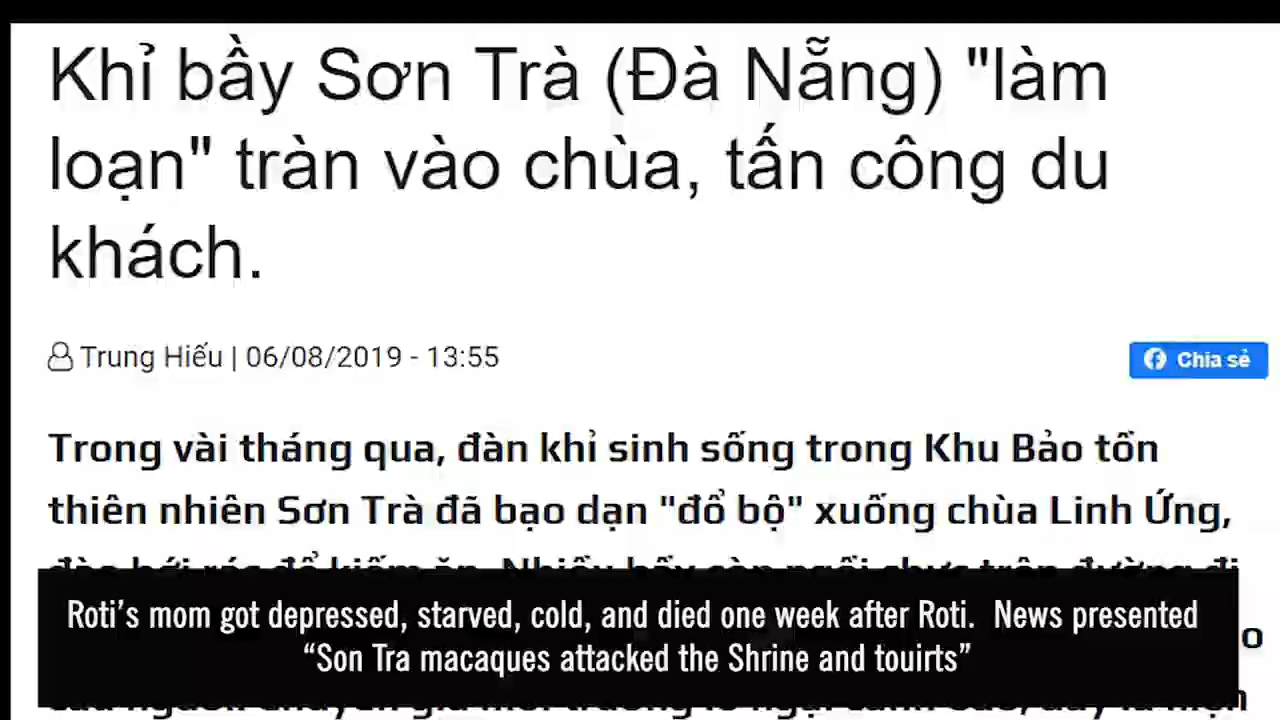 Khỉ bầy Sơn Trà (Đà Nẵng) "làm
loạn" tràn vào chùa, tấn công du
khách.
Trung Hiếu | 06/08/2019 - 13:55
Chia sẻ
Trong vài tháng qua, đàn khỉ sinh sống trong Khu Bảo tồn
thiên nhiên Sơn Trà đã bạo dạn "đổ bộ" xuống chùa Linh Ứng,
Roti’s mom got depressed, starved, cold, and died one week after Roti. News presented
“Son Tra macaques attacked the Shrine and touirts”